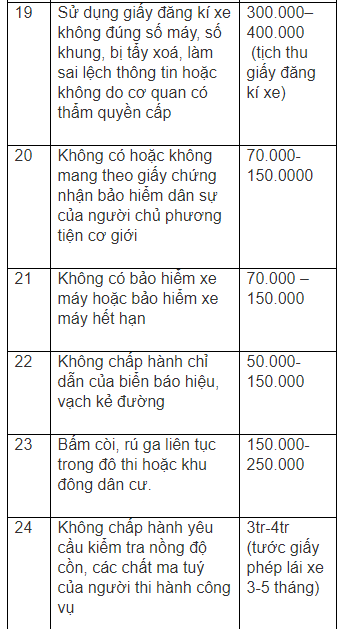 19
Sử dụng giấy đăng kí xe
không đúng số máy, số
khung, bị tẩy xoá, làm
sai lệch thông tin hoặc
không do cơ quan có
thẩm quyền cấp
300.000–
400.000
(tịch thu
giấy đăng
kí xe)
20
Không có hoặc không
mang theo giấy chứng
nhận bảo hiểm dân sự
của người chủ phương
tiện cơ giới
70.000-
150.0000
21
Không có bảo hiểm xe
máy hoặc bảo hiểm xe
máy hết hạn
70.000 –
150.000
22
Không chấp hành chỉ
dẫn của biển báo hiệu,
vạch kẻ đường
50.000-
150.000
23
Bấm còi, rú ga liên tục
trong đô thi hoặc khu
đông dân cư.
150.000-
250.000
24
Không chấp hành yêu
cầu kiểm tra nồng độ
cồn, các chất ma tuý
của người thi hành công
vụ
3tr-4tr
(tước giấy
phép lái xe
3-5 tháng)